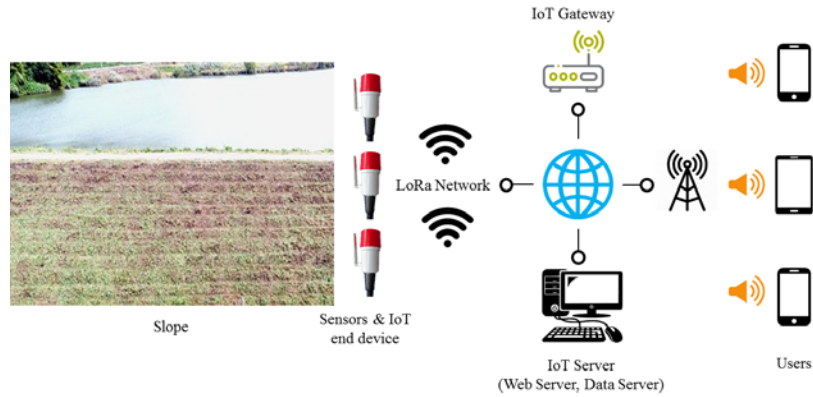 IoT Gateway
LoRa Network
Slope
Sensors & IoT
end device
IoT Server
(Web Server, Data Server)
Users